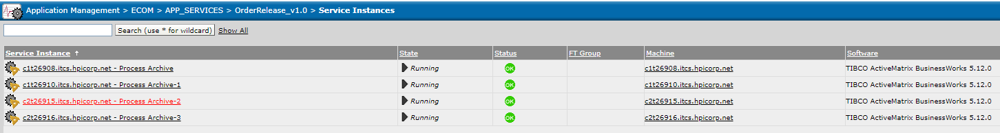 Application Management > ECOM > APP_SERVICES > OrderRelease_v1.0 > Service Instances
Search (use * for wildcard) Show All
Service Instance ↑ State Status FT Group Machine Software
c1t26908.itcs.hpicorp.net - Process Archive Running OK c1t26908.itcs.hpicorp.net TIBCO ActiveMatrix BusinessWorks 5.12.0
c1t26910.itcs.hpicorp.net - Process Archive-1 Running OK c1t26910.itcs.hpicorp.net TIBCO ActiveMatrix BusinessWorks 5.12.0
c2t26915.itcs.hpicorp.net - Process Archive-2 Running OK c2t26915.itcs.hpicorp.net TIBCO ActiveMatrix BusinessWorks 5.12.0
c2t26916.itcs.hpicorp.net - Process Archive-3 Running OK c2t26916.itcs.hpicorp.net TIBCO ActiveMatrix BusinessWorks 5.12.0